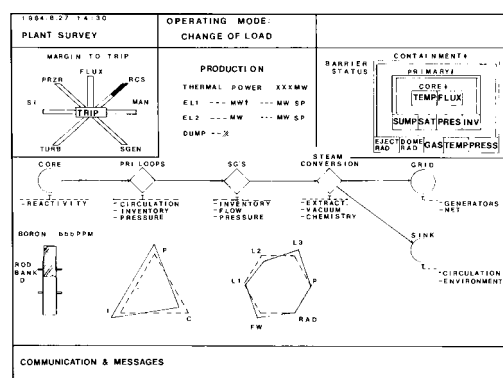 1984.8.27 14:30
PLANT SURVEY
OPERATING MODE:
CHANGE OF LOAD
MARGIN TO TRIP
FLUX
PRZR
RCS
SI
MAN
TRIP
TURB
SGEN
PRODUCTION
THERMAL POWER XXXMW
EL1 --- MW↑ --- MW SP
EL2 --- MW --- MW SP
DUMP --%
BARRIER
STATUS
CONTAINMENT↓
PRIMARY↓
CORE↓
TEMP FLUX
SUMP SAT PRES INV
EJECT RAD
DOME RAD
GAS TEMP PRESS
CORE
PRI LOOPS
SG'S
STEAM
CONVERSION
GRID
-REACTIVITY
-CIRCULATION
-INVENTORY
-PRESSURE
-INVENTORY
-FLOW
-PRESSURE
-EXTRACT.
-VACUUM
-CHEMISTRY
-GENERATORS
-NET
SINK
-CIRCULATION
-ENVIRONMENT
BORON bbbPPM
ROD
BANK
D
P
I
C
L3
L2
L1
P
FW
RAD
COMMUNICATION & MESSAGES